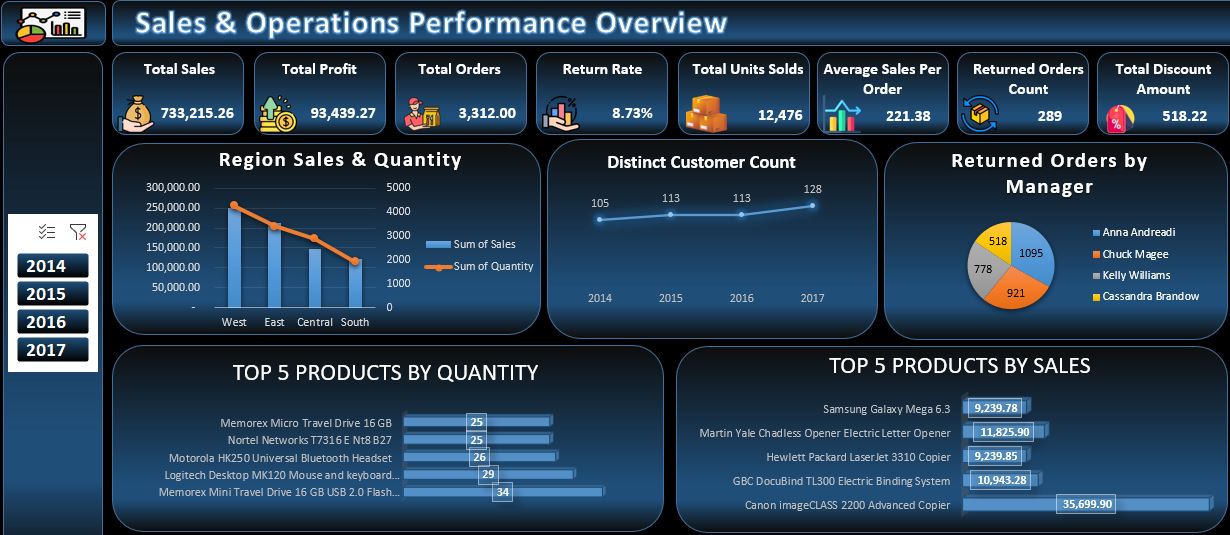 Sales & Operations Performance Overview
Total Sales
733,215.26
Total Profit
93,439.27
Total Orders
3,312.00
Return Rate
8.73%
Total Units Solds
12,476
Average Sales Per
Order
221.38
Returned Orders
Count
289
Total Discount
Amount
518.22
2014
2015
2016
2017
Region Sales & Quantity
300,000.00
250,000.00
200,000.00
150,000.00
100,000.00
50,000.00
-
5000
4000
3000
2000
1000
0
West East Central South
Sum of Sales
Sum of Quantity
Distinct Customer Count
105 113 113 128
2014 2015 2016 2017
Returned Orders by
Manager
518
1095
778
921
Anna Andreadi
Chuck Magee
Kelly Williams
Cassandra Brandow
TOP 5 PRODUCTS BY QUANTITY
Memorex Micro Travel Drive 16 GB 25
Nortel Networks T7316 E Nt8 B27 25
Motorola HK250 Universal Bluetooth Headset 26
Logitech Desktop MK120 Mouse and keyboard... 29
Memorex Mini Travel Drive 16 GB USB 2.0 Flash... 34
TOP 5 PRODUCTS BY SALES
Samsung Galaxy Mega 6.3 9,239.78
Martin Yale Chadless Opener Electric Letter Opener 11,825.90
Hewlett Packard LaserJet 3310 Copier 9,239.85
GBC DocuBind TL300 Electric Binding System 10,943.28
Canon imageCLASS 2200 Advanced Copier 35,699.90